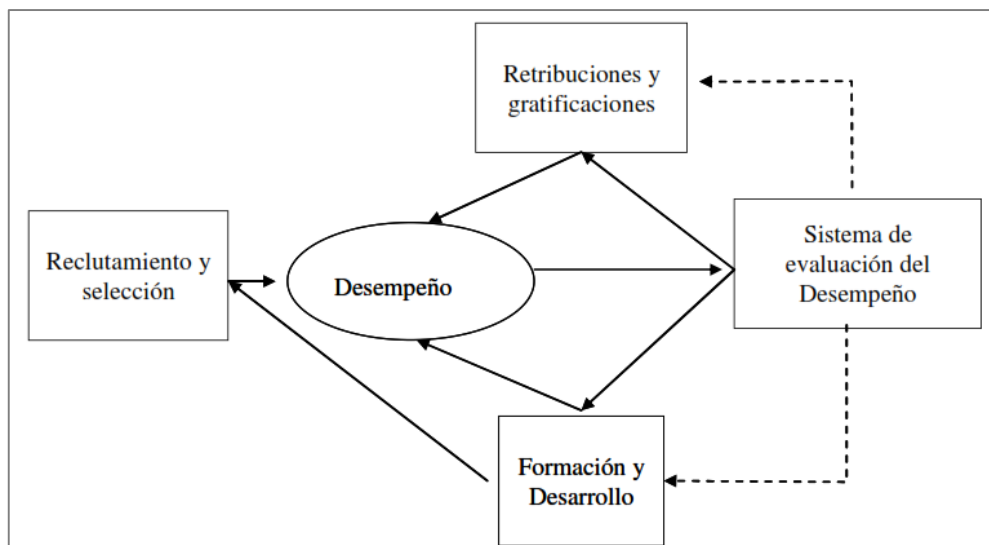 Retribuciones y
gratificaciones
Reclutamiento y
selección
Desempeño
Sistema de
evaluación del
Desempeño
Formación y
Desarrollo